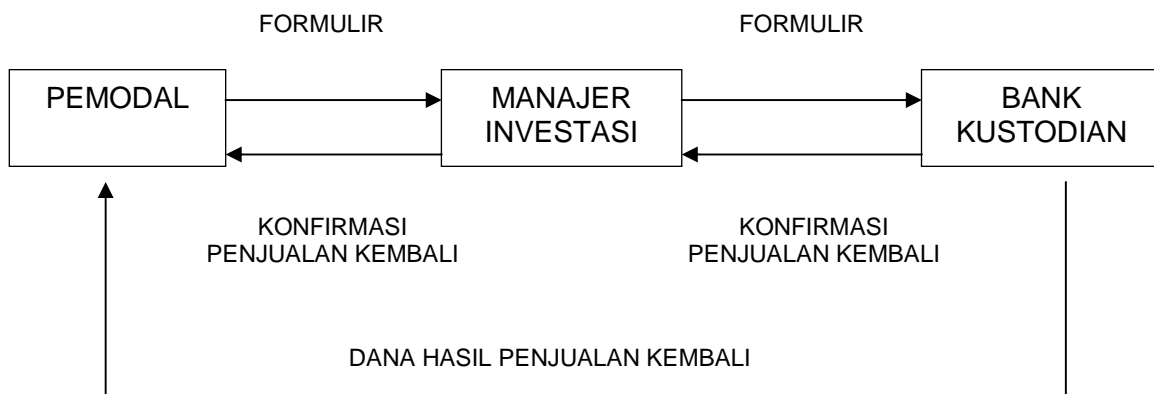 FORMULIR
FORMULIR
PEMODAL
MANAJER
INVESTASI
BANK
KUSTODIAN
KONFIRMASI
PENJUALAN KEMBALI
KONFIRMASI
PENJUALAN KEMBALI
DANA HASIL PENJUALAN KEMBALI